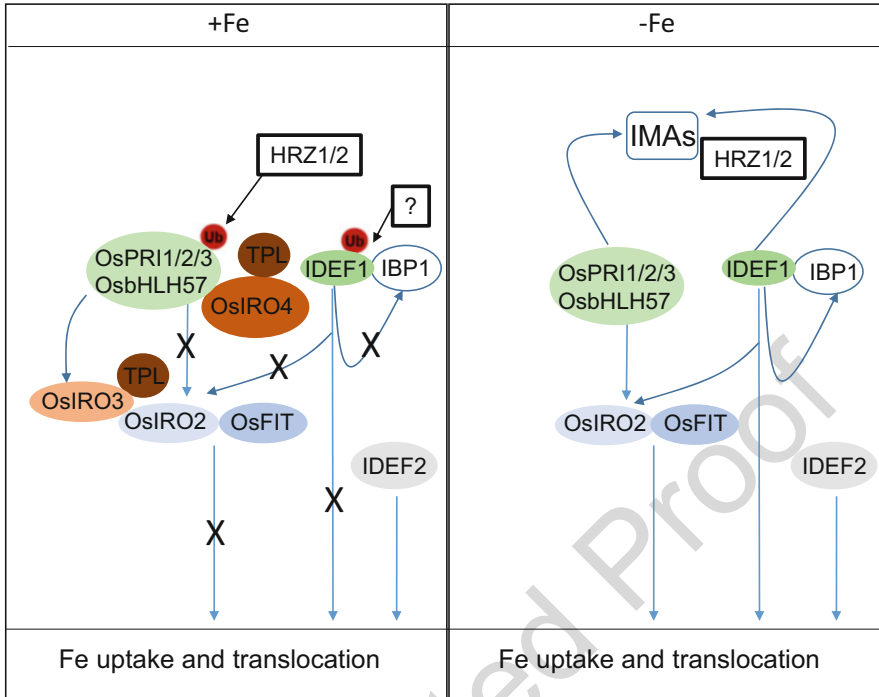 +Fe
-Fe
HRZ1/2
?
Ub
Ub
OsPRI1/2/3
OsbHLH57
TPL
OsIRO4
IDEF1
IBP1
X
X
X
TPL
OsIRO3
OsIRO2
OsFIT
IDEF2
X
X
Fe uptake and translocation
IMAs
HRZ1/2
OsPRI1/2/3
OsbHLH57
IDEF1
IBP1
OsIRO2
OsFIT
IDEF2
Fe uptake and translocation
ted Proof